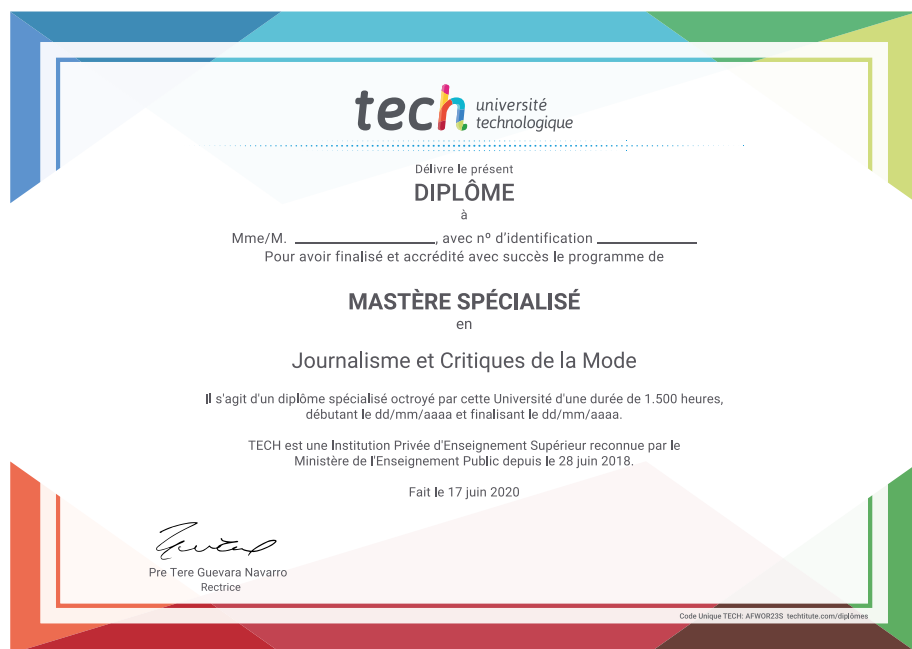 tech université
technologique
Délivre le présent
DIPLÔME
à
Mme/M. ____________________, avec nº d'identification ______________
Pour avoir finalisé et accrédité avec succès le programme de
MASTÈRE SPÉCIALISÉ
en
Journalisme et Critiques de la Mode
Il s'agit d'un diplôme spécialisé octroyé par cette Université d'une durée de 1.500 heures,
débutant le dd/mm/aaaa et finalisant le dd/mm/aaaa.
TECH est une Institution Privée d'Enseignement Supérieur reconnue par le
Ministère de l'Enseignement Public depuis le 28 juin 2018.
Fait le 17 juin 2020
Pre Tere Guevara Navarro
Rectrice
Code Unique TECH: AFWOR23S techtitute.com/diplômes